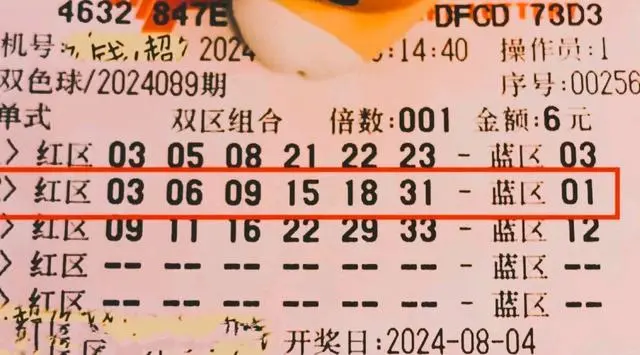 4632 847E DFCD 73D3
机号 2024 :14:40 操作员:1
双色球/2024089期 序号:00256
单式 双区组合 倍数:001 金额:6元
> 红区 03 05 08 21 22 23 - 蓝区 03
> 红区 03 06 09 15 18 31 - 蓝区 01
> 红区 09 11 16 22 29 33 - 蓝区 12
> 红区 -- -- -- -- -- -- - 蓝区 --
> 红区 -- -- -- -- -- -- - 蓝区 --
开奖日:2024-08-04